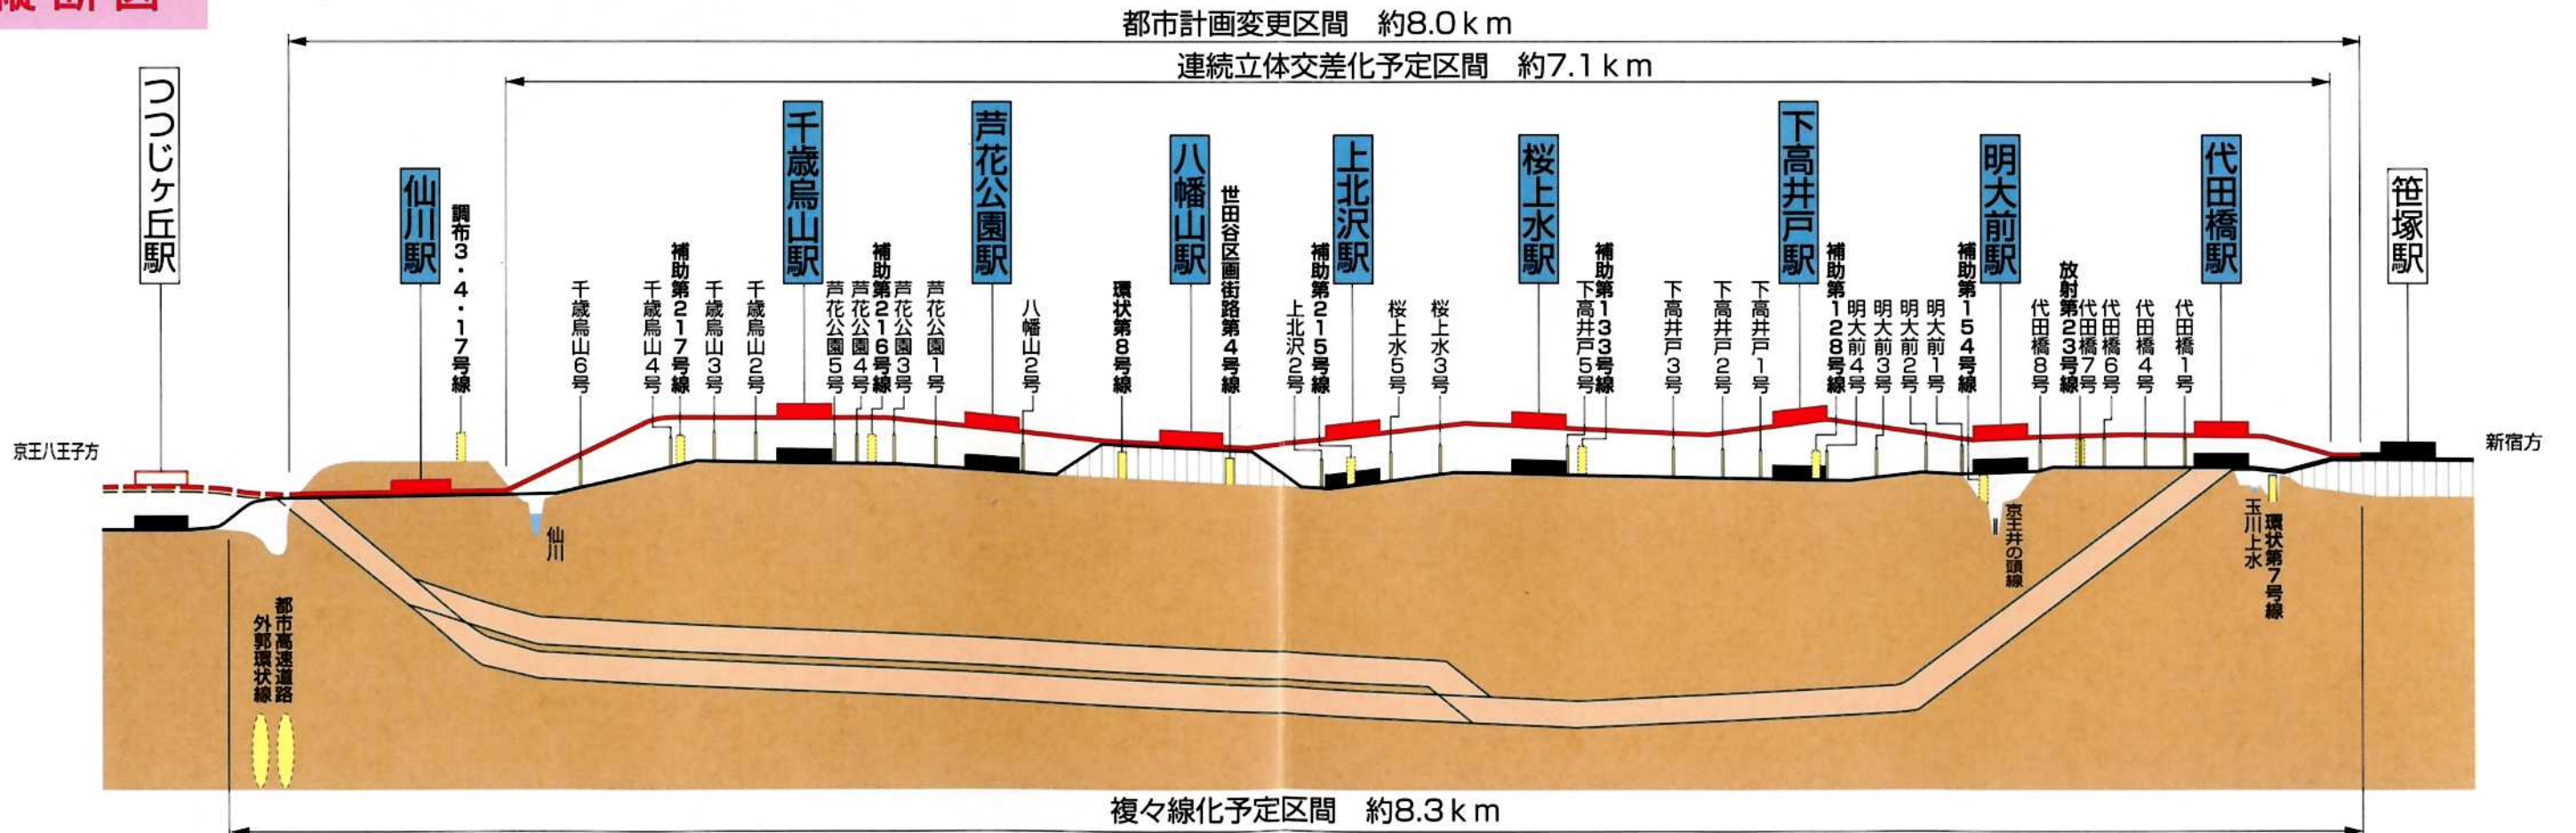 縦断図
都市計画変更区間　約8.0km
連続立体交差化予定区間　約7.1km
つつじヶ丘駅
仙川駅
調布3・4・17号線
千歳烏山6号
千歳烏山4号
補助第217号線
千歳烏山3号
千歳烏山2号
千歳烏山駅
芦花公園5号
芦花公園4号
補助第216号線
芦花公園3号
芦花公園1号
芦花公園駅
八幡山2号
環状第8号線
八幡山駅
世田谷区画街路第4号線
上北沢2号
補助第215号線
上北沢駅
桜上水5号
桜上水3号
桜上水駅
下高井戸5号
補助第133号線
下高井戸3号
下高井戸2号
下高井戸1号
下高井戸駅
補助第128号線
明大前4号
明大前3号
明大前2号
明大前1号
補助第154号線
明大前駅
代田橋8号
放射第23号線
代田橋7号
代田橋6号
代田橋4号
代田橋1号
代田橋駅
笹塚駅
京王八王子方
新宿方
仙川
京王井の頭線
玉川上水
環状第7号線
都市高速道路
外郭環状線
複々線化予定区間　約8.3km